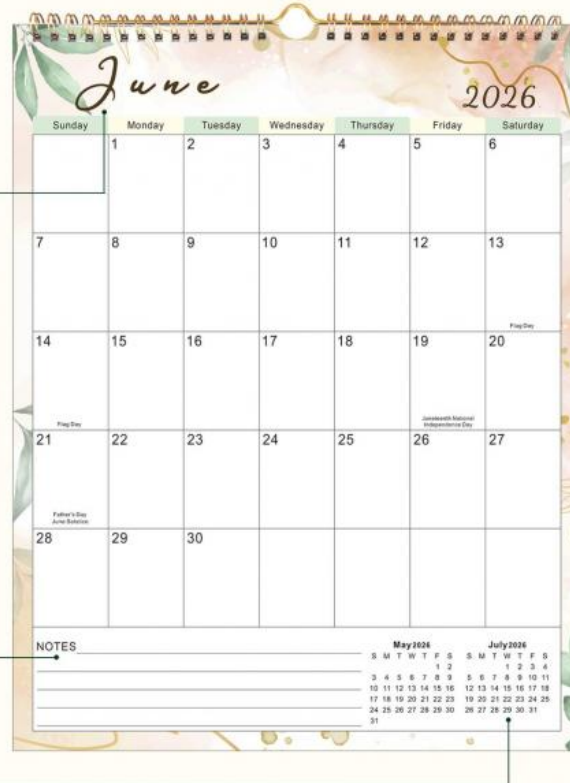 June
2026
Sunday Monday Tuesday Wednesday Thursday Friday Saturday
1 2 3 4 5 6
7 8 9 10 11 12 13
Flag Day
14 15 16 17 18 19 20
Flag Day
Juneteenth National
Independence Day
21 22 23 24 25 26 27
Father's Day
June Solstice
28 29 30
NOTES
May 2026
S M T W T F S
1 2
3 4 5 6 7 8 9
10 11 12 13 14 15 16
17 18 19 20 21 22 23
24 25 26 27 28 29 30
31
July 2026
S M T W T F S
1 2 3 4
5 6 7 8 9 10 11
12 13 14 15 16 17 18
19 20 21 22 23 24 25
26 27 28 29 30 31